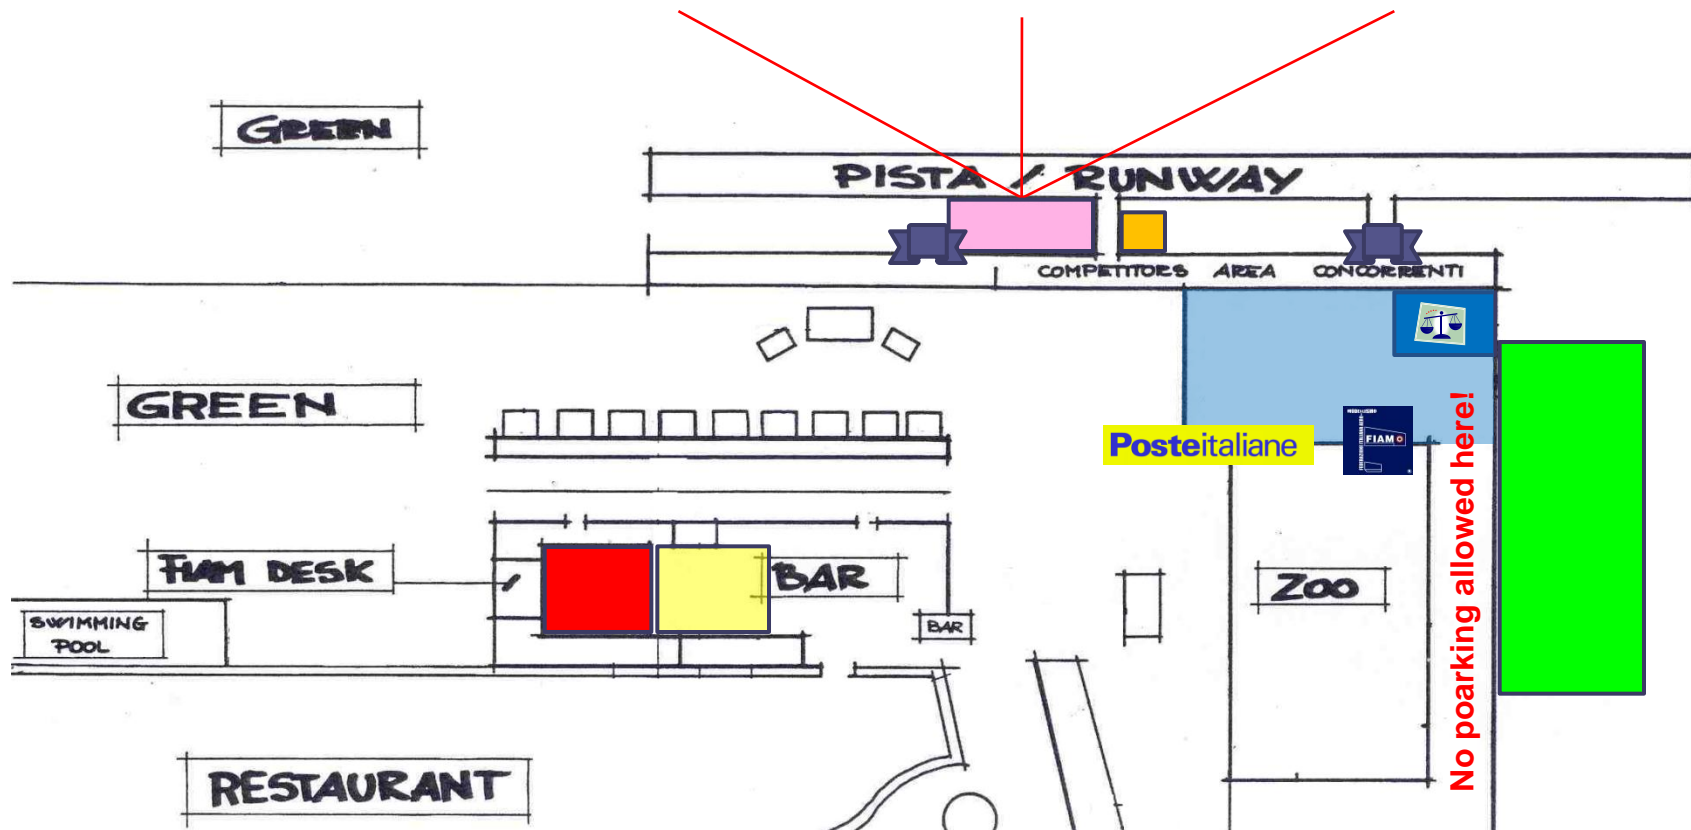 GREEN
PISTA / RUNWAY
COMPETITORS AREA CONCORRENTI
GREEN
Posteitaliane
FIAM
FIAM DESK
BAR
ZOO
SWIMMING
POOL
BAR
No poarking allowed here!
RESTAURANT